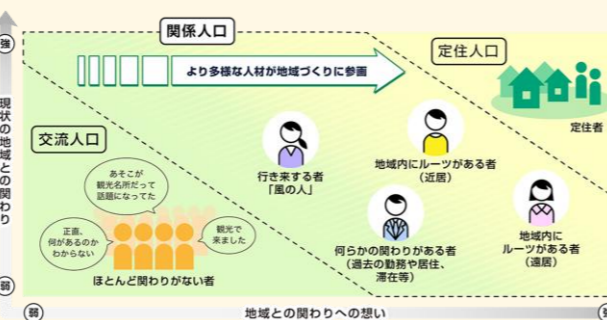 関係人口
強
定住人口
より多様な人材が地域づくりに参画
現状の地域との関わり
定住者
交流人口
あそこが
観光名所だって
話題になってた
行き来する者
「風の人」
地域内にルーツがある者
(近居)
正直、
何があるのか
わからない
観光で
来ました
地域内に
ルーツがある者
(遠居)
何らかの関わりがある者
(過去の勤務や居住、
滞在等)
ほとんど関わりがない者
弱
弱
地域との関わりへの想い